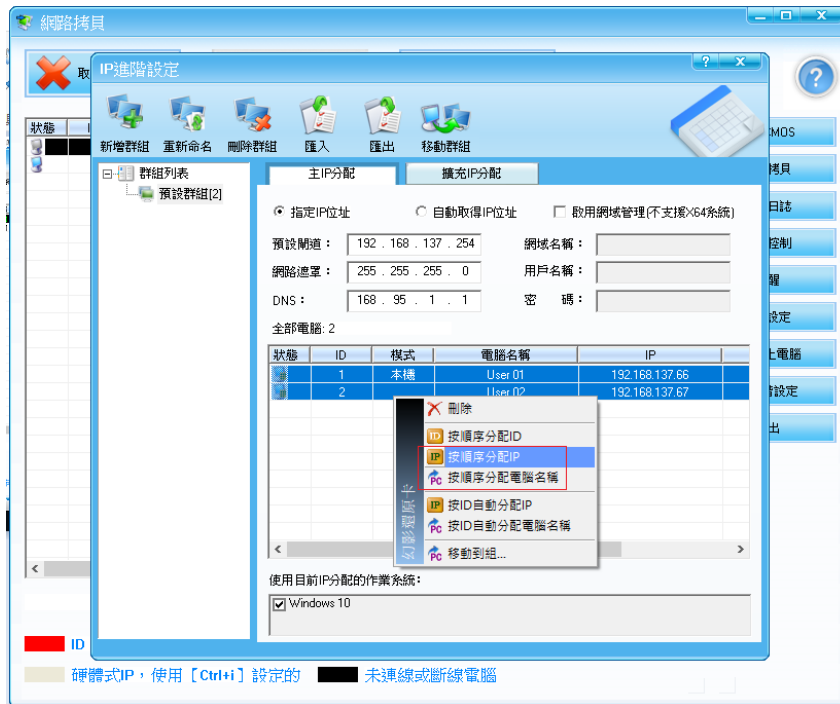 網路拷貝
取
IP進階設定
新增群組 重新命名 刪除群組 匯入 匯出 移動群組
狀態
CMOS
拷貝
日誌
控制
醒
設定
上電腦
階設定
出
群組列表
預設群組[2]
主IP分配 擴充IP分配
指定IP位址 自動取得IP位址 啟用網域管理(不支援X64系統)
預設閘道： 192 . 168 . 137 . 254 網域名稱：
網路遮罩： 255 . 255 . 255 . 0 用戶名稱：
DNS： 168 . 95 . 1 . 1 密 碼：
全部電腦: 2
狀態 ID 模式 電腦名稱 IP
1 本機 User 01 192.168.137.66
2 User 02 192.168.137.67
幻影還原卡
刪除
按順序分配ID
按順序分配IP
按順序分配電腦名稱
按ID自動分配IP
按ID自動分配電腦名稱
移動到組...
使用目前IP分配的作業系統：
Windows 10
ID
硬體式IP，使用【Ctrl+i】設定的 未連線或斷線電腦